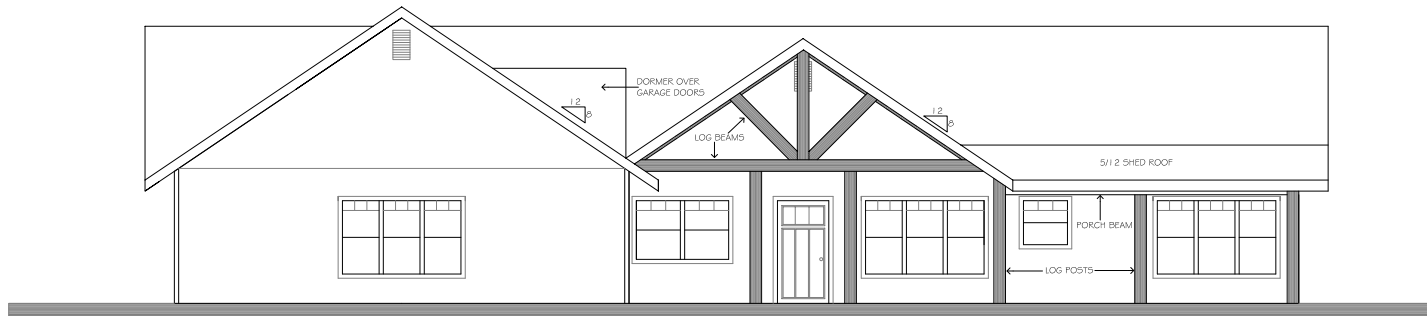 DORMER OVER
GARAGE DOORS
12
8
12
8
LOG BEAMS
5/12 SHED ROOF
PORCH BEAM
LOG POSTS